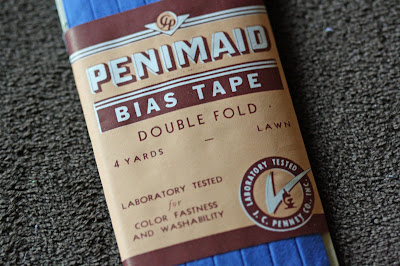 PENIMAID
BIAS TAPE
DOUBLE FOLD
4 YARDS — LAWN
LABORATORY TESTED
for
COLOR FASTNESS
AND WASHABILITY
LABORATORY TESTED
J. C. PENNEY CO., INC.